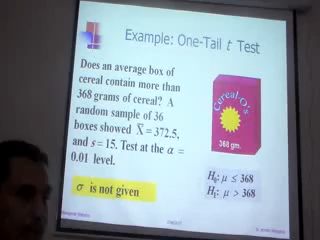 Example: One-Tail t Test
Does an average box of
cereal contain more than
368 grams of cereal?  A
random sample of 36
boxes showed X̄ = 372.5,
and s = 15. Test at the α =
0.01 level.
σ is not given
Cereal-O's
368 gm.
H₀: μ ≤ 368
H₁: μ > 368